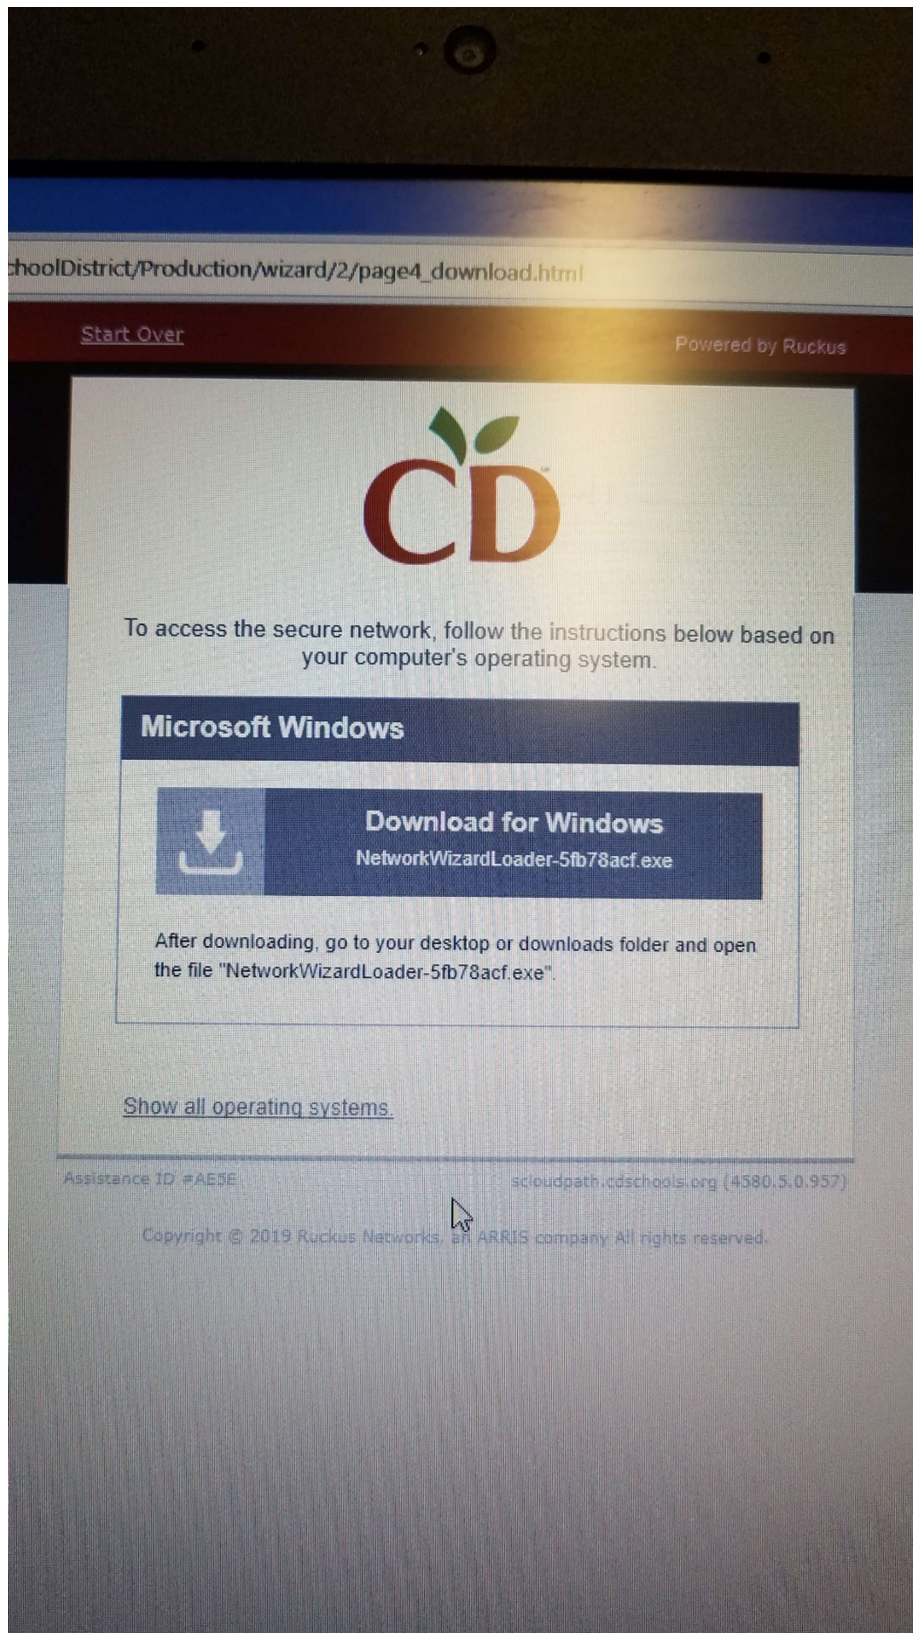 choolDistrict/Production/wizard/2/page4_download.html
Start Over
Powered by Ruckus
CD
To access the secure network, follow the instructions below based on
your computer's operating system.
Microsoft Windows
Download for Windows
NetworkWizardLoader-5fb78acf.exe
After downloading, go to your desktop or downloads folder and open
the file "NetworkWizardLoader-5fb78acf.exe".
Show all operating systems.
Assistance ID #AE5E
scloudpath.cdschools.org (4580.5.0.957)
Copyright © 2019 Ruckus Networks, an ARRIS company All rights reserved.